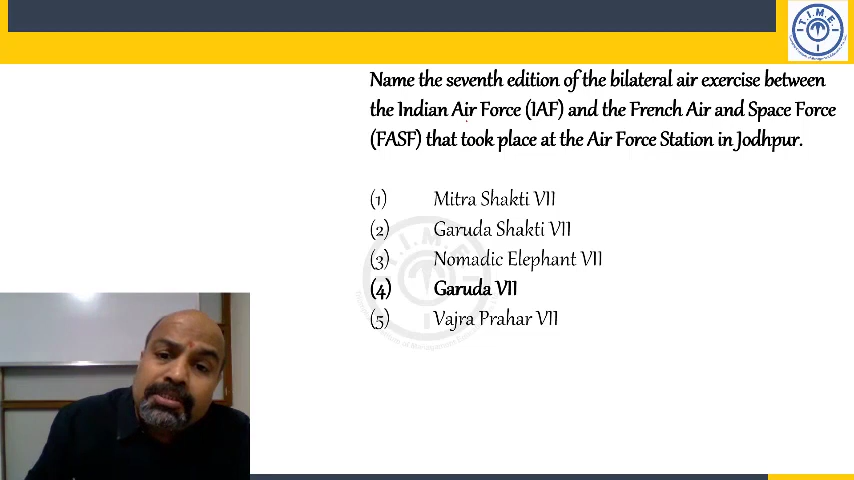 T.I.M.E.
Name the seventh edition of the bilateral air exercise between
the Indian Air Force (IAF) and the French Air and Space Force
(FASF) that took place at the Air Force Station in Jodhpur.
(1) Mitra Shakti VII
(2) Garuda Shakti VII
(3) Nomadic Elephant VII
(4) Garuda VII
(5) Vajra Prahar VII
T.I.M.E.